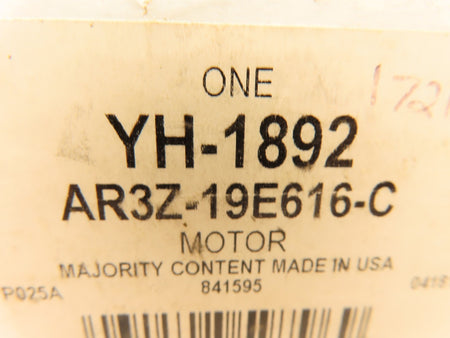 ONE
YH-1892
AR3Z-19E616-C
MOTOR
MAJORITY CONTENT MADE IN USA
841595
P025A